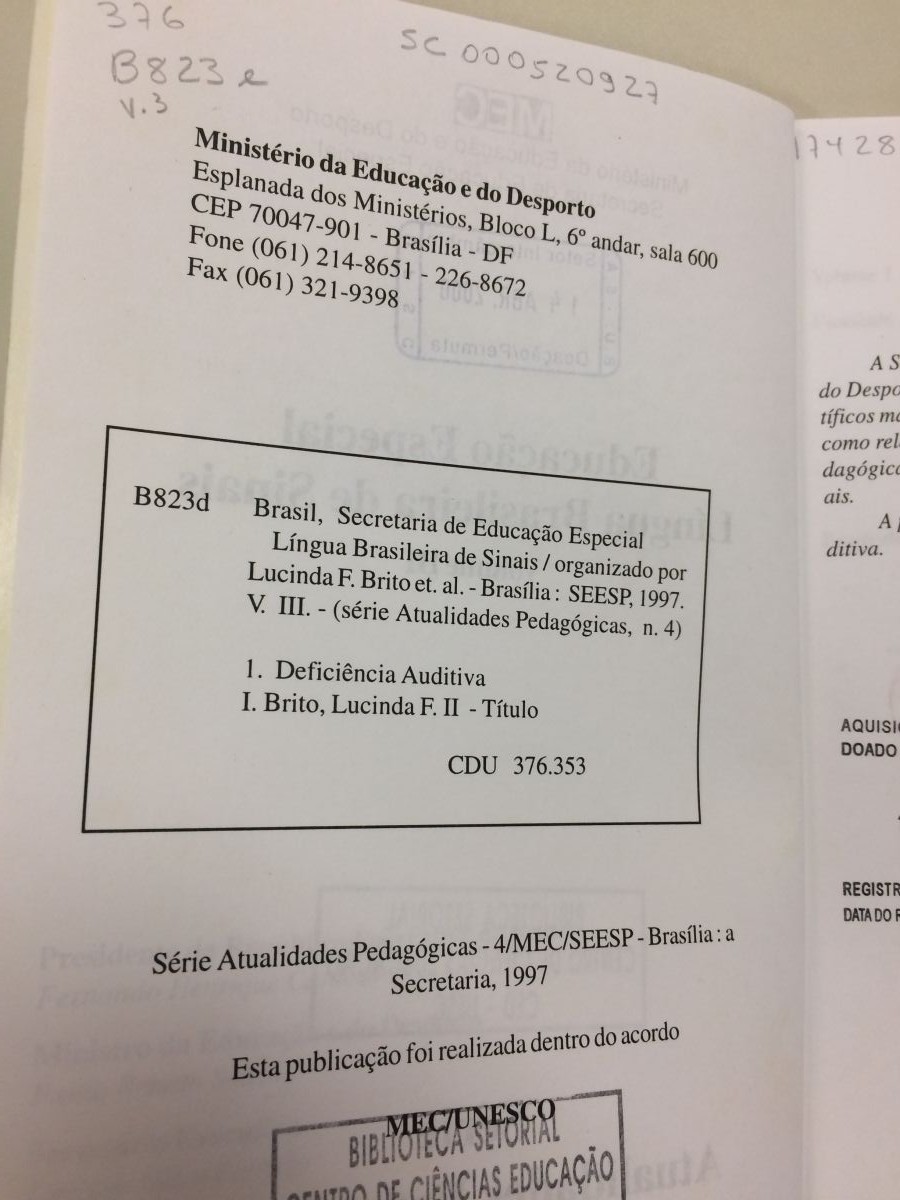 376
SC 000520927
B823e
v.3
Ministério da Educação e do Desporto
Esplanada dos Ministérios, Bloco L, 6º andar, sala 600
CEP 70047-901 - Brasília - DF
Fone (061) 214-8651 - 226-8672
Fax (061) 321-9398
B823d Brasil, Secretaria de Educação Especial
Língua Brasileira de Sinais / organizado por
Lucinda F. Brito et. al. - Brasília : SEESP, 1997.
V. III. - (série Atualidades Pedagógicas, n. 4)
1. Deficiência Auditiva
I. Brito, Lucinda F. II - Título
CDU 376.353
Série Atualidades Pedagógicas - 4/MEC/SEESP - Brasília : a
Secretaria, 1997
Esta publicação foi realizada dentro do acordo
MEC/UNESCO
BIBLIOTECA SETORIAL
CENTRO DE CIÊNCIAS EDUCAÇÃO
17428
A S
do Despo
tíficos
como rel
dagógic
ais.
A
ditiva.
AQUISI
DOADO
REGISTR
DATA DO